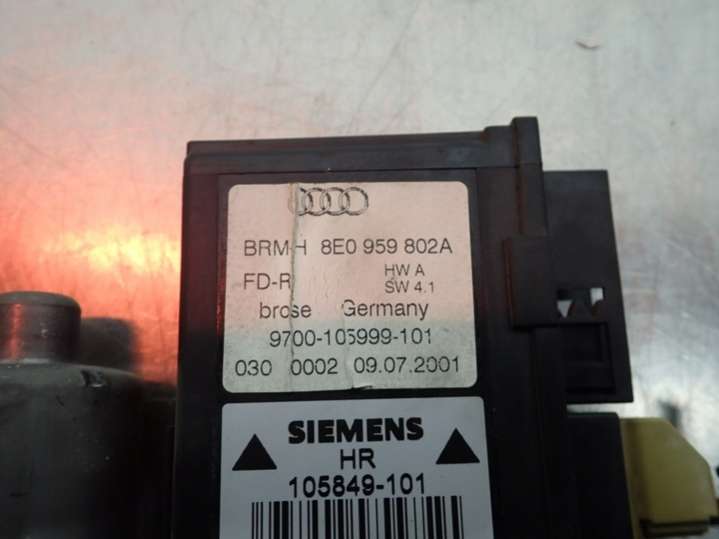 BRM-H 8E0 959 802A
FD-R HW A
SW 4.1
brose Germany
9700-105999-101
030 0002 09.07.2001
SIEMENS
HR
105849-101